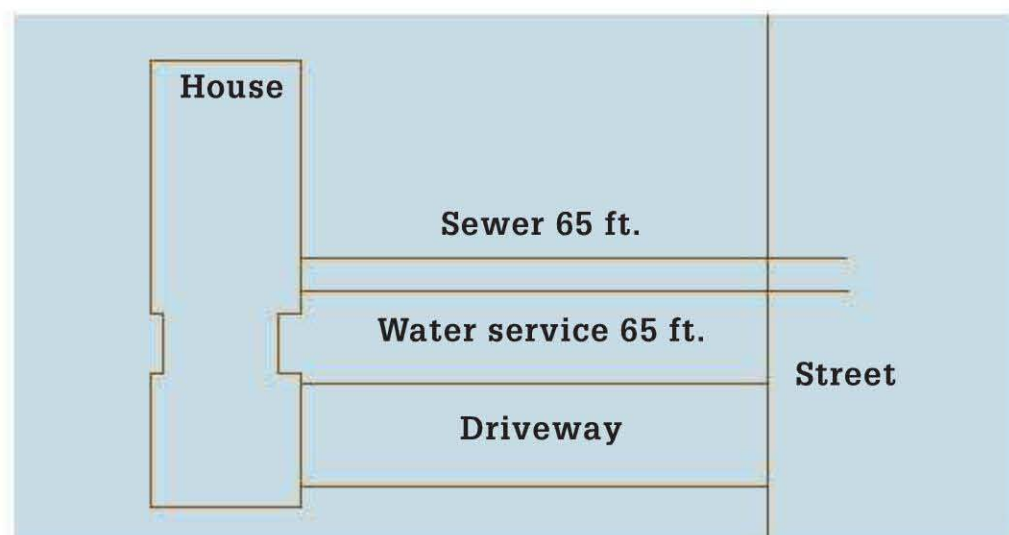 House
Sewer 65 ft.
Water service 65 ft.
Street
Driveway